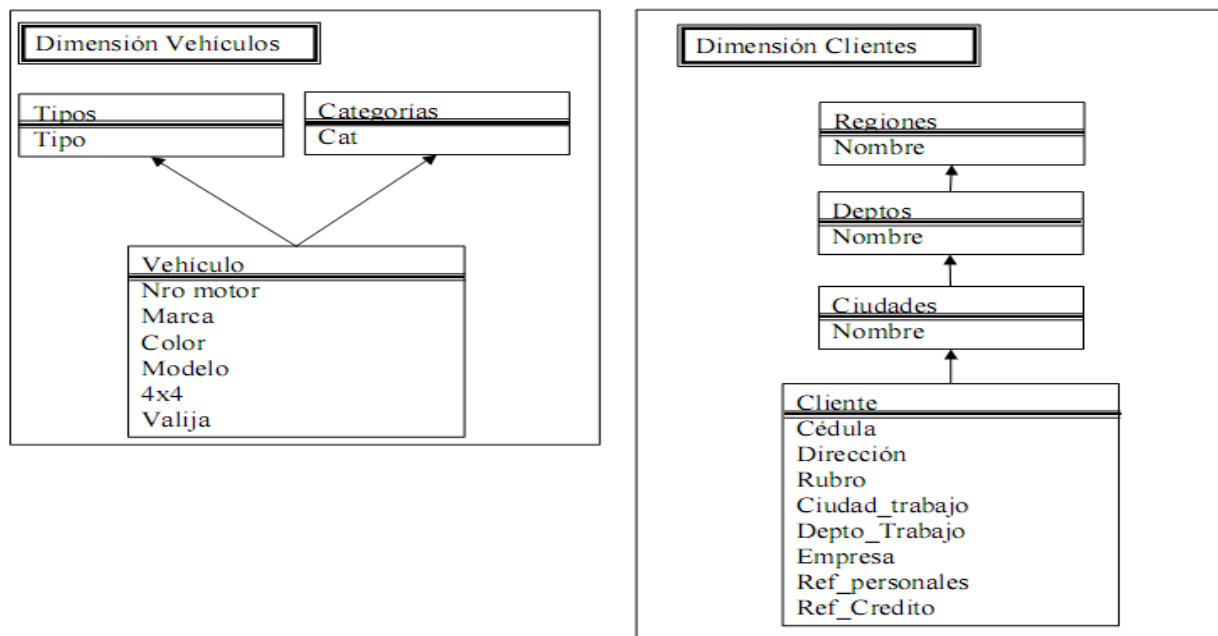 Dimensión Vehículos
Tipos
Tipo
Categorías
Cat
Vehículo
Nro motor
Marca
Color
Modelo
4x4
Valija
Dimensión Clientes
Regiones
Nombre
Deptos
Nombre
Ciudades
Nombre
Cliente
Cédula
Dirección
Rubro
Ciudad_trabajo
Depto_Trabajo
Empresa
Ref_personales
Ref_Credito